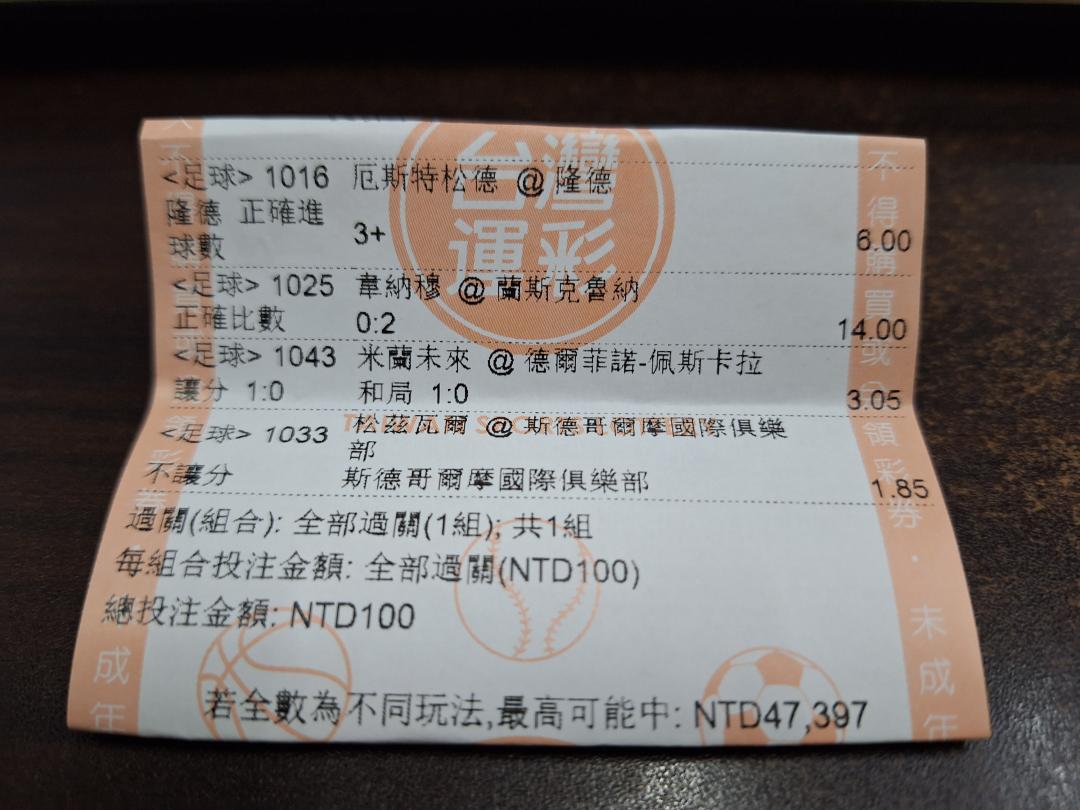 台灣
運彩
<足球> 1016 厄斯特松德 @ 隆德
隆德 正確進
球數 3+ 6.00
<足球> 1025 韋納穆 @ 蘭斯克魯納
正確比數 0:2 14.00
<足球> 1043 米蘭未來 @ 德爾菲諾-佩斯卡拉
讓分 1:0 和局 1:0 3.05
<足球> 1033 松茲瓦爾 @ 斯德哥爾摩國際俱樂
部
不讓分 斯德哥爾摩國際俱樂部 1.85
過關(組合): 全部過關(1組); 共1組
每組合投注金額: 全部過關(NTD100)
總投注金額: NTD100
若全數為不同玩法,最高可能中: NTD47,397
不得購買或
領彩券.未成年
成年